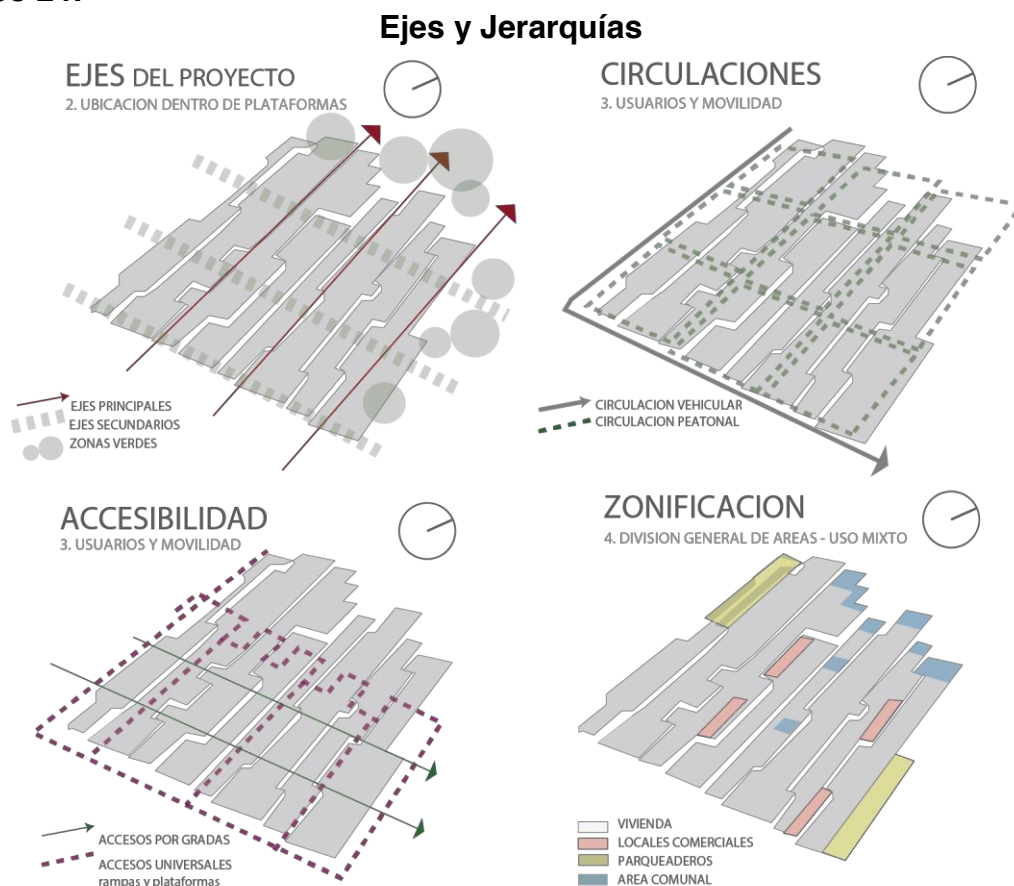 Ejes y Jerarquías
EJES DEL PROYECTO
2. UBICACION DENTRO DE PLATAFORMAS
EJES PRINCIPALES
EJES SECUNDARIOS
ZONAS VERDES
CIRCULACIONES
3. USUARIOS Y MOVILIDAD
CIRCULACION VEHICULAR
CIRCULACION PEATONAL
ACCESIBILIDAD
3. USUARIOS Y MOVILIDAD
ACCESOS POR GRADAS
ACCESOS UNIVERSALES
rampas y plataformas
ZONIFICACION
4. DIVISION GENERAL DE AREAS - USO MIXTO
VIVIENDA
LOCALES COMERCIALES
PARQUEADEROS
AREA COMUNAL